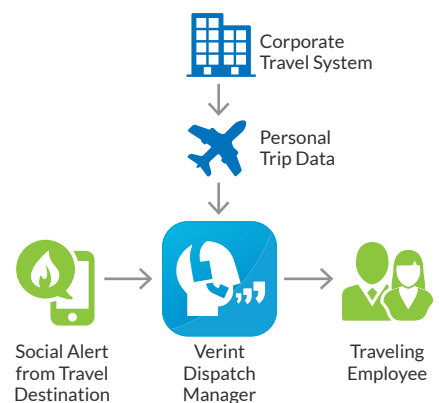 Corporate
Travel System
Personal
Trip Data
Social Alert
from Travel
Destination
Verint
Dispatch
Manager
Traveling
Employee